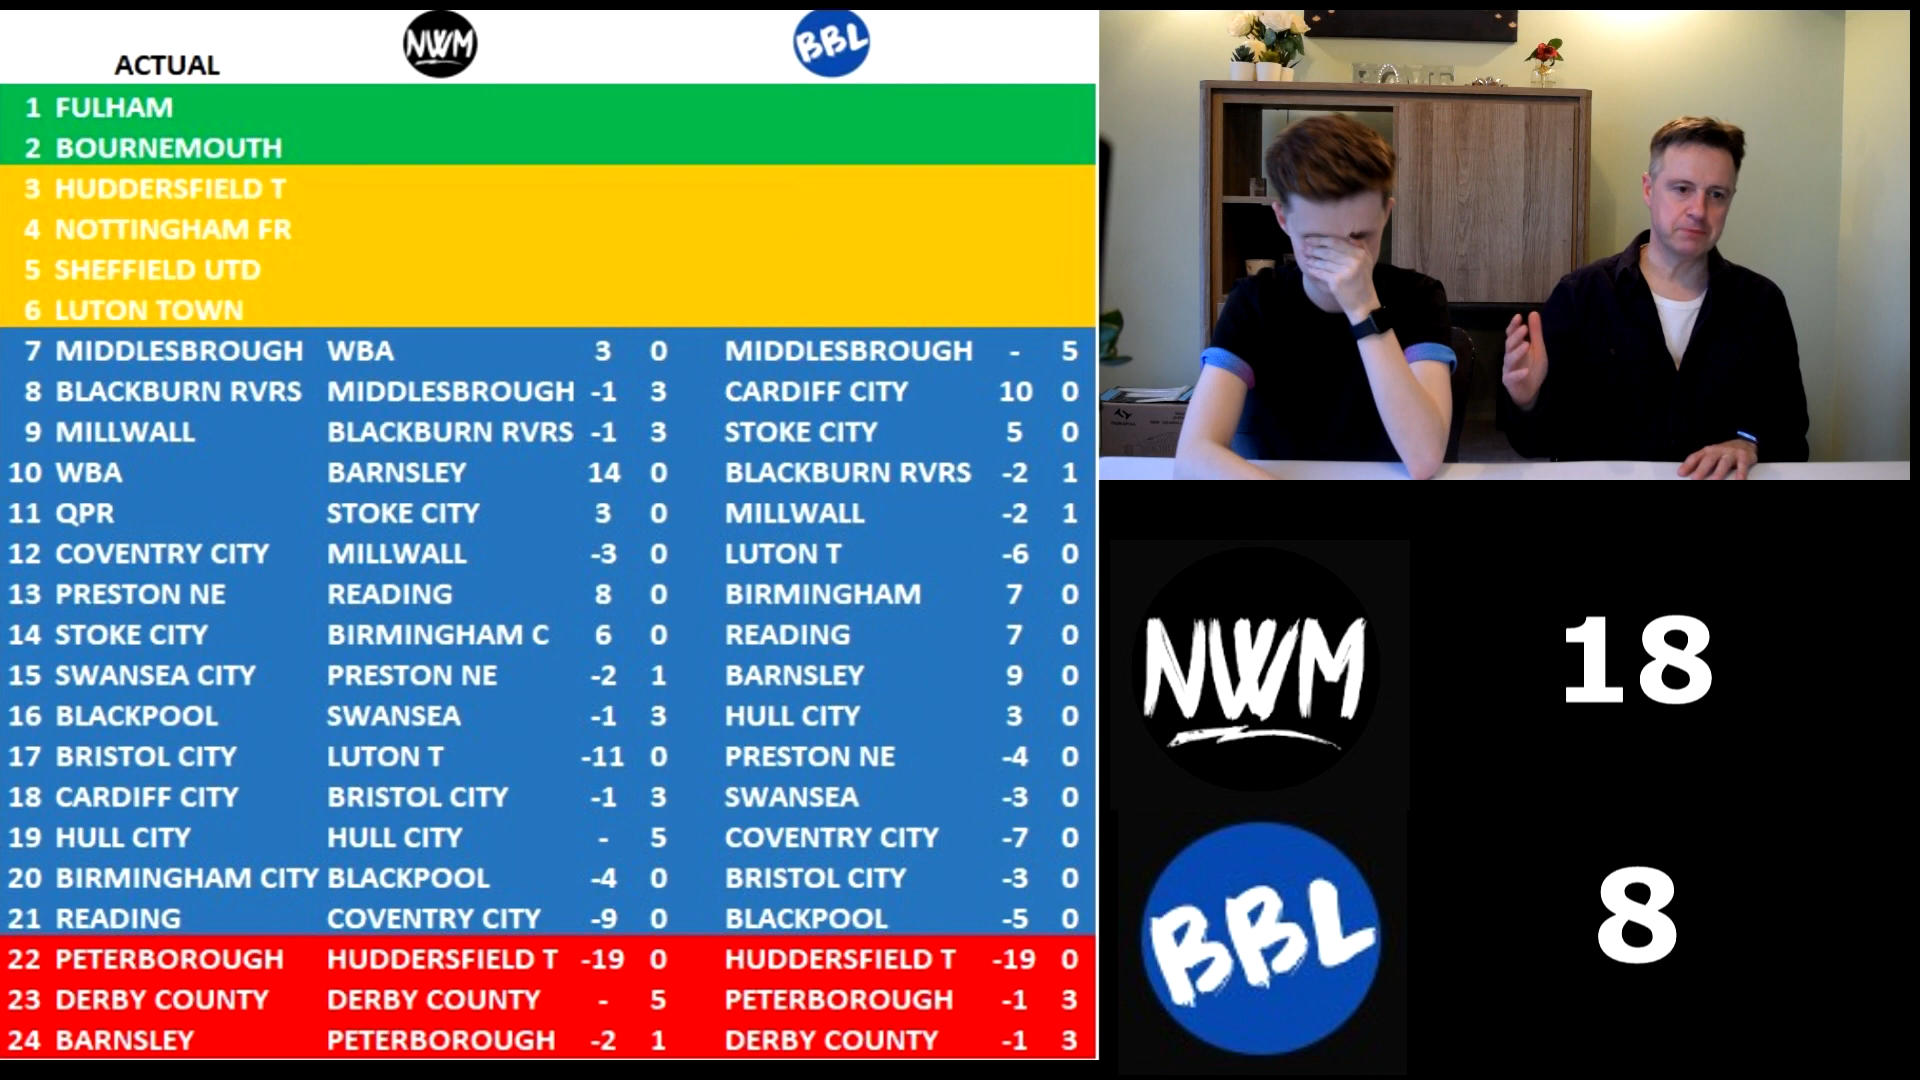 ACTUAL NWM BBL
1 FULHAM
2 BOURNEMOUTH
3 HUDDERSFIELD T
4 NOTTINGHAM FR
5 SHEFFIELD UTD
6 LUTON TOWN
7 MIDDLESBROUGH WBA 3 0 MIDDLESBROUGH - 5
8 BLACKBURN RVRS MIDDLESBROUGH -1 3 CARDIFF CITY 10 0
9 MILLWALL BLACKBURN RVRS -1 3 STOKE CITY 5 0
10 WBA BARNSLEY 14 0 BLACKBURN RVRS -2 1
11 QPR STOKE CITY 3 0 MILLWALL -2 1
12 COVENTRY CITY MILLWALL -3 0 LUTON T -6 0
13 PRESTON NE READING 8 0 BIRMINGHAM 7 0
14 STOKE CITY BIRMINGHAM C 6 0 READING 7 0
15 SWANSEA CITY PRESTON NE -2 1 BARNSLEY 9 0
16 BLACKPOOL SWANSEA -1 3 HULL CITY 3 0
17 BRISTOL CITY LUTON T -11 0 PRESTON NE -4 0
18 CARDIFF CITY BRISTOL CITY -1 3 SWANSEA -3 0
19 HULL CITY HULL CITY - 5 COVENTRY CITY -7 0
20 BIRMINGHAM CITY BLACKPOOL -4 0 BRISTOL CITY -3 0
21 READING COVENTRY CITY -9 0 BLACKPOOL -5 0
22 PETERBOROUGH HUDDERSFIELD T -19 0 HUDDERSFIELD T -19 0
23 DERBY COUNTY DERBY COUNTY - 5 PETERBOROUGH -1 3
24 BARNSLEY PETERBOROUGH -2 1 DERBY COUNTY -1 3
NWM 18
BBL 8